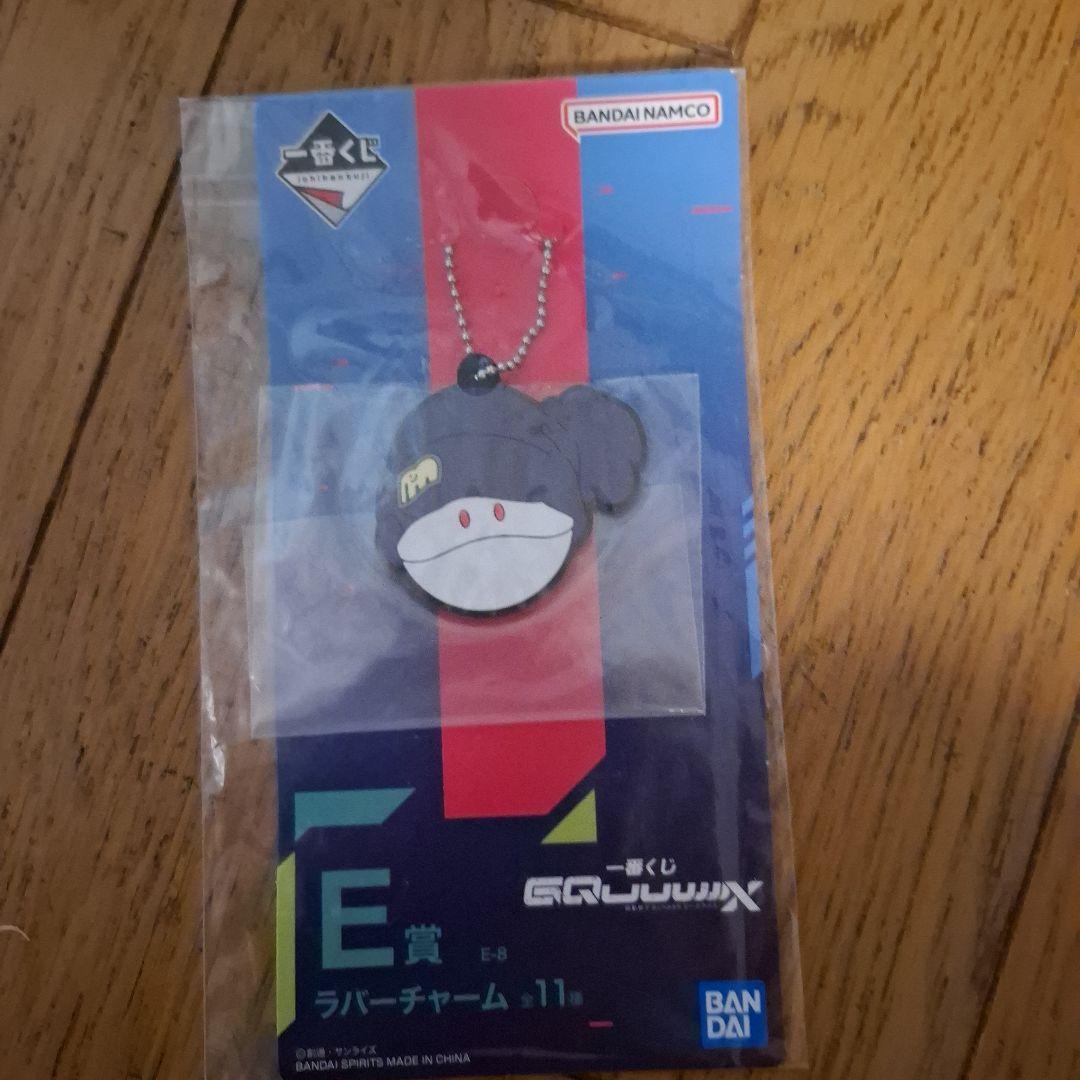 一番くじ
ichibankuji
BANDAI NAMCO
一番くじ
GQuuuuuuX
E賞
E-8
ラバーチャーム 全11種
BAN
DAI
©創通・サンライズ
BANDAI SPIRITS MADE IN CHINA